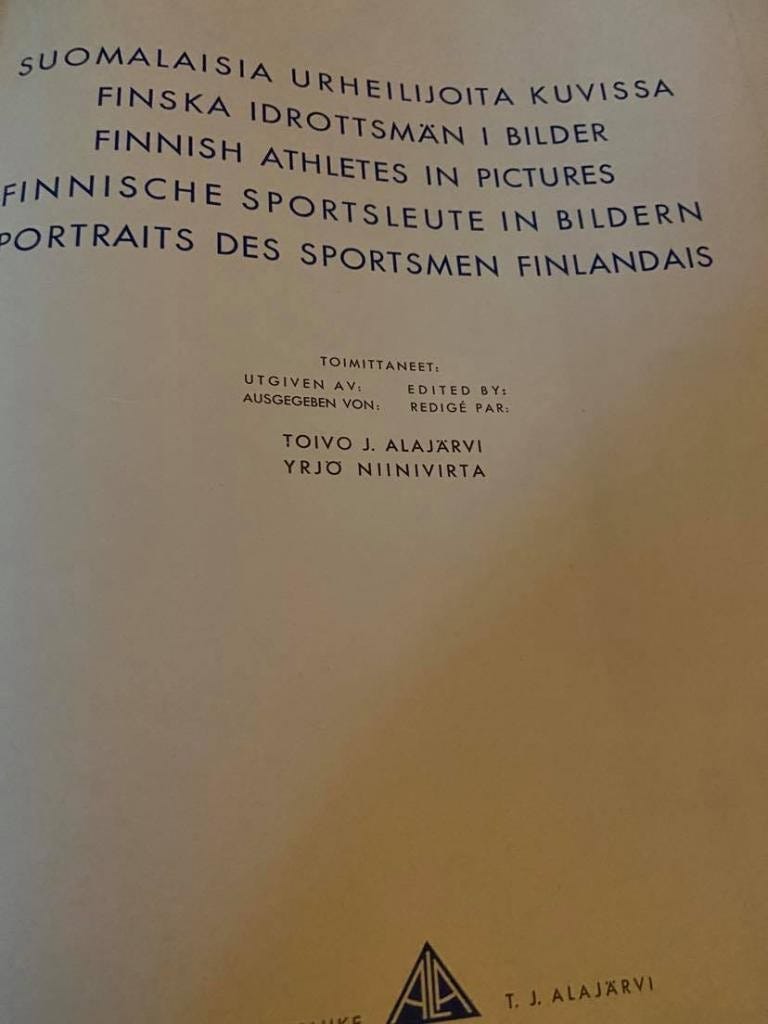 SUOMALAISIA URHEILIJOITA KUVISSA
FINSKA IDROTTSMÄN I BILDER
FINNISH ATHLETES IN PICTURES
FINNISCHE SPORTSLEUTE IN BILDERN
PORTRAITS DES SPORTSMEN FINLANDAIS
TOIMITTANEET:
UTGIVEN AV: EDITED BY:
AUSGEGEBEN VON: REDIGÉ PAR:
TOIVO J. ALAJÄRVI
YRJÖ NIINIVIRTA
ALA
T. J. ALAJÄRVI